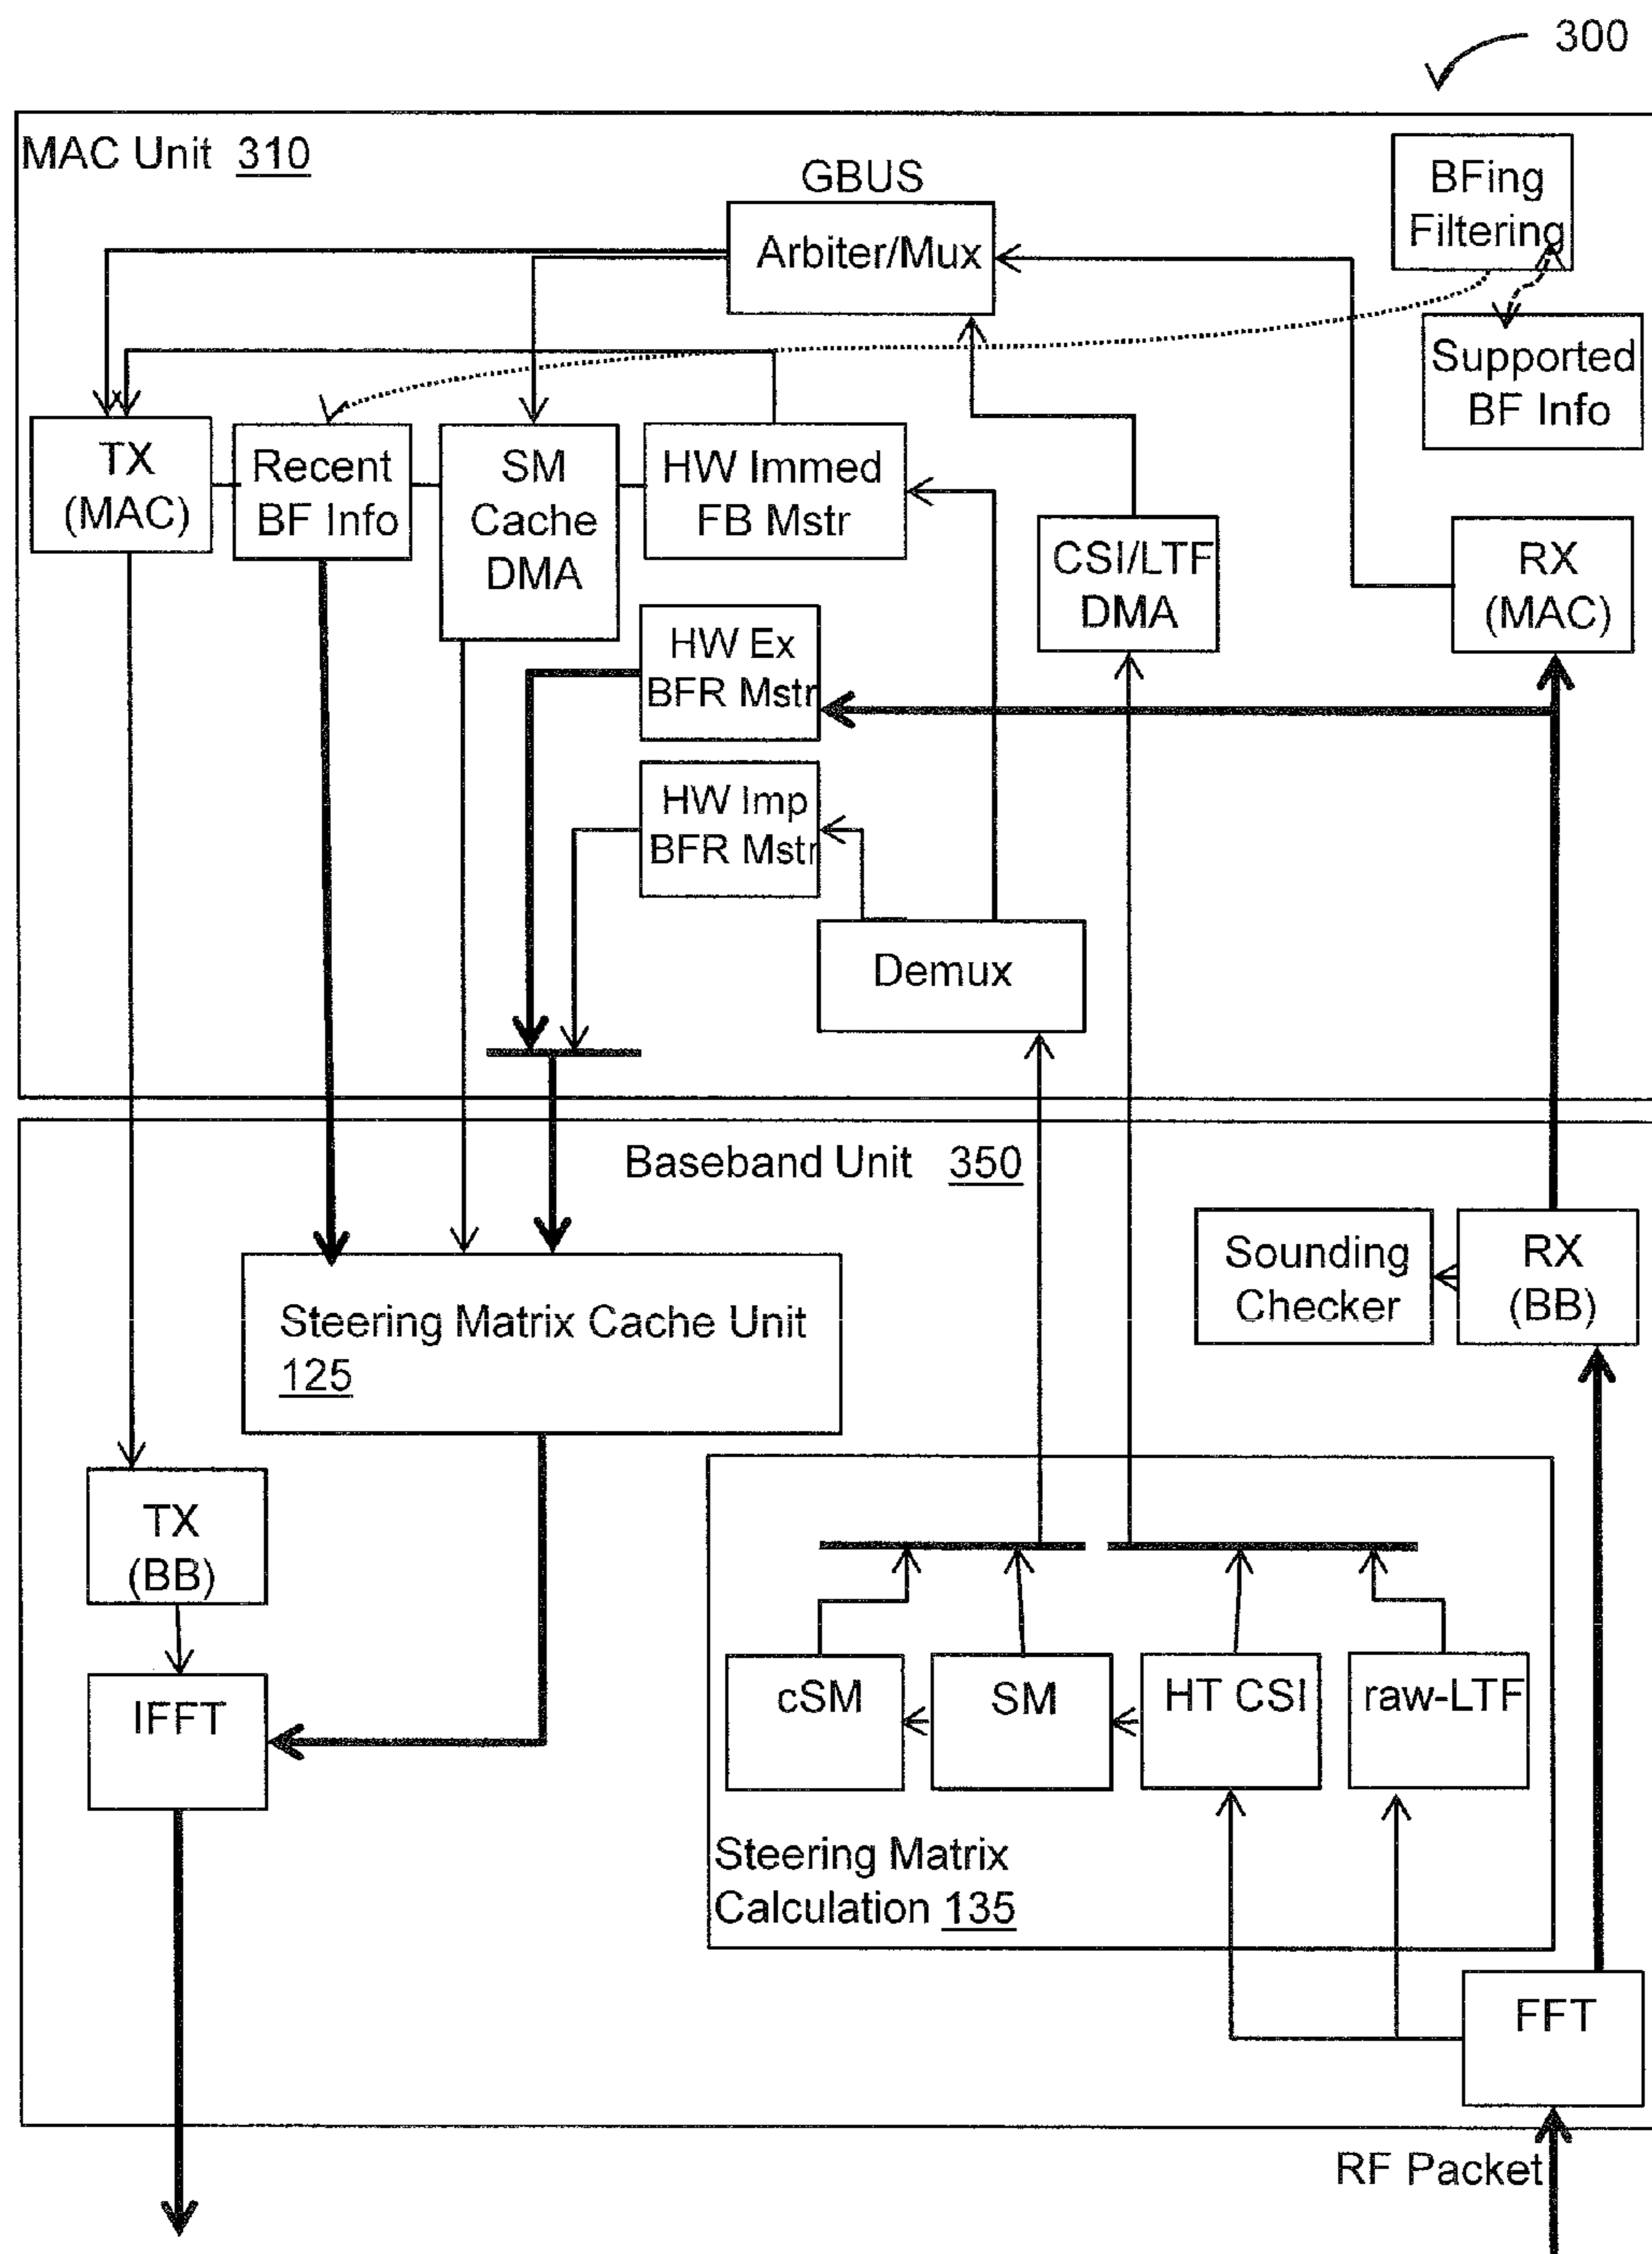 300
MAC Unit 310
GBUS
Arbiter/Mux
BFing
Filtering
Supported
BF Info
TX
(MAC)
Recent
BF Info
SM
Cache
DMA
HW Immed
FB Mstr
CSI/LTF
DMA
RX
(MAC)
HW Ex
BFR Mstr
HW Imp
BFR Mstr
Demux
Baseband Unit 350
Steering Matrix Cache Unit
125
Sounding
Checker
RX
(BB)
TX
(BB)
IFFT
cSM
SM
HT CSI
raw-LTF
Steering Matrix
Calculation 135
FFT
RF Packet